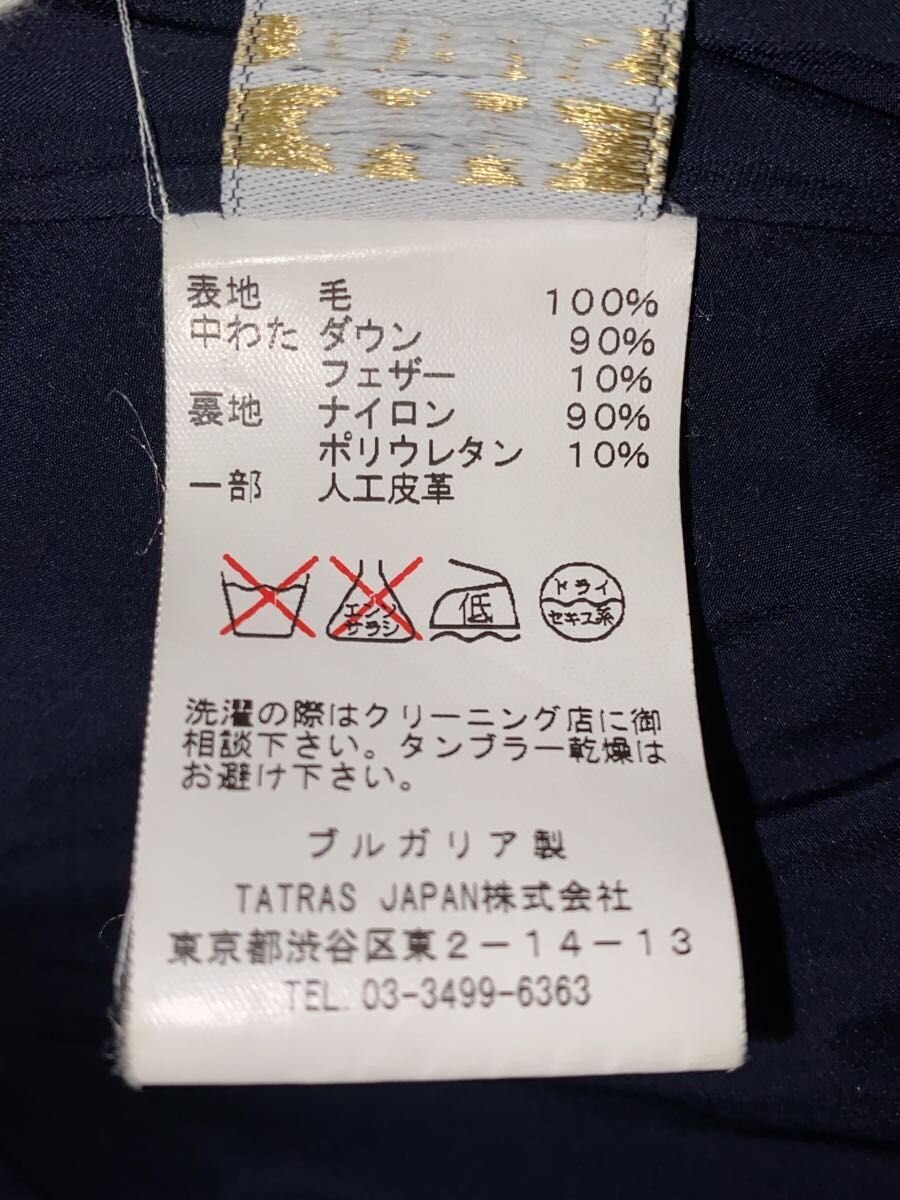 表地 毛 100%
中わた ダウン 90%
フェザー 10%
裏地 ナイロン 90%
ポリウレタン 10%
一部 人工皮革
エンソサラシ
低
ドライ
セキユ系
洗濯の際はクリーニング店に御
相談下さい。タンブラー乾燥は
お避け下さい。
ブルガリア製
TATRAS JAPAN株式会社
東京都渋谷区東2-14-13
TEL. 03-3499-6363